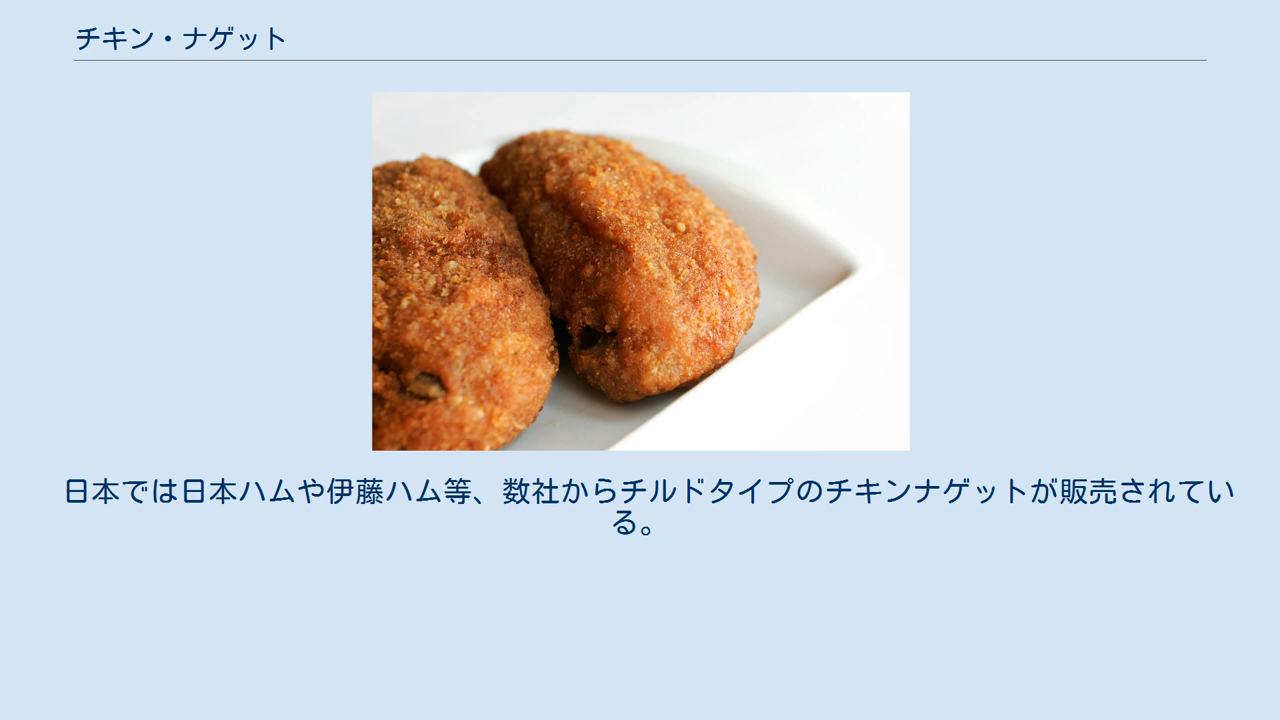 チキン・ナゲット
日本では日本ハムや伊藤ハム等、数社からチルドタイプのチキンナゲットが販売されてい
る。